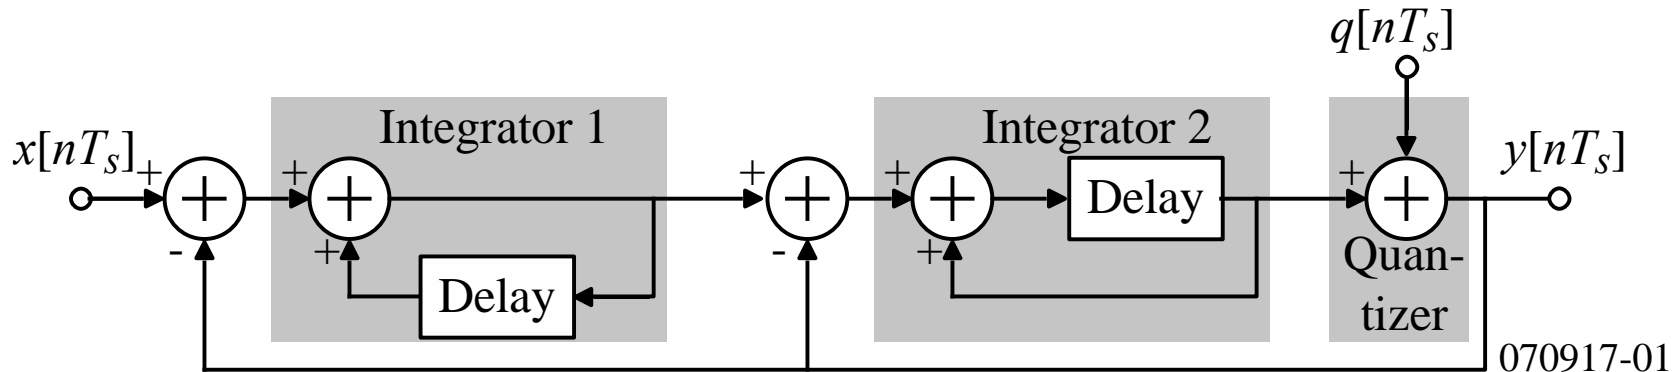 q[nTₛ]
Integrator 1
Integrator 2
x[nTₛ]
y[nTₛ]
+
+
+
+
+
+
+
+
+
+
Delay
-
+
-
+
Quan-
tizer
Delay
070917-01